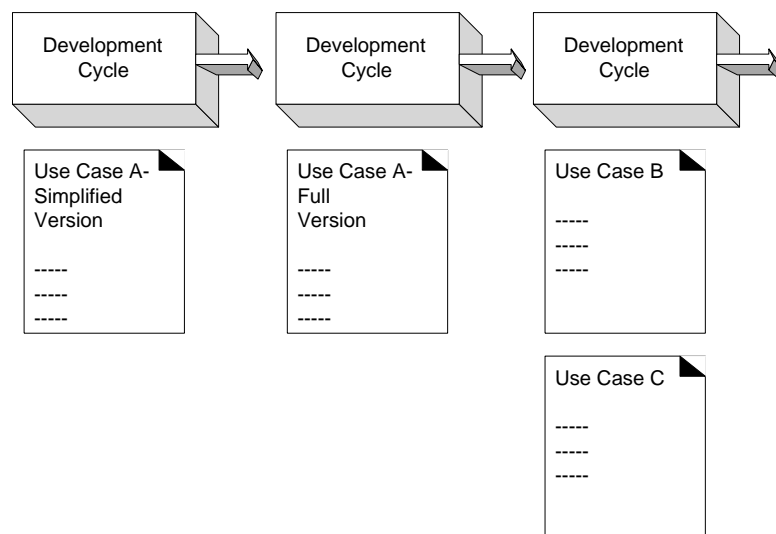 Development
Cycle
Development
Cycle
Development
Cycle
Use Case A-
Simplified
Version
-----
-----
-----
Use Case A-
Full
Version
-----
-----
-----
Use Case B
-----
-----
-----
Use Case C
-----
-----
-----